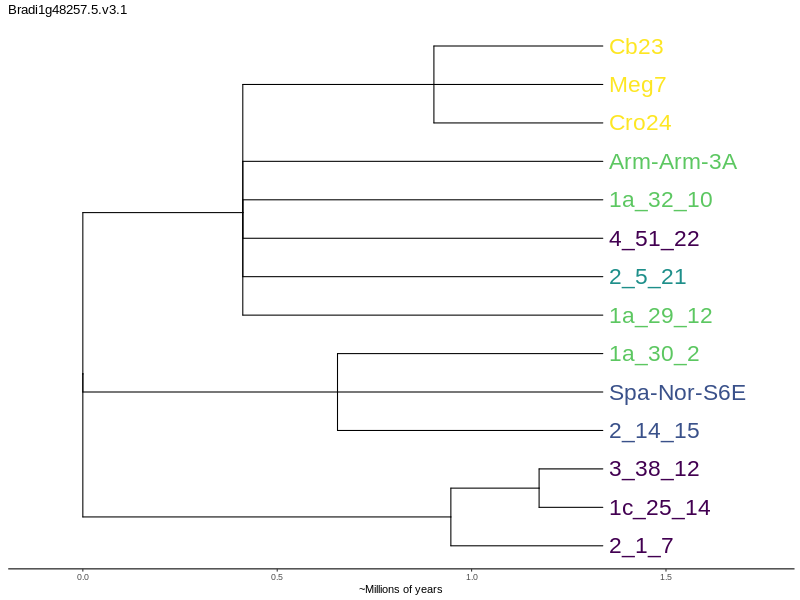 Bradi1g48257.5.v3.1
Cb23
Meg7
Cro24
Arm-Arm-3A
1a_32_10
4_51_22
2_5_21
1a_29_12
1a_30_2
Spa-Nor-S6E
2_14_15
3_38_12
1c_25_14
2_1_7
0.0 0.5 1.0 1.5
~Millions of years